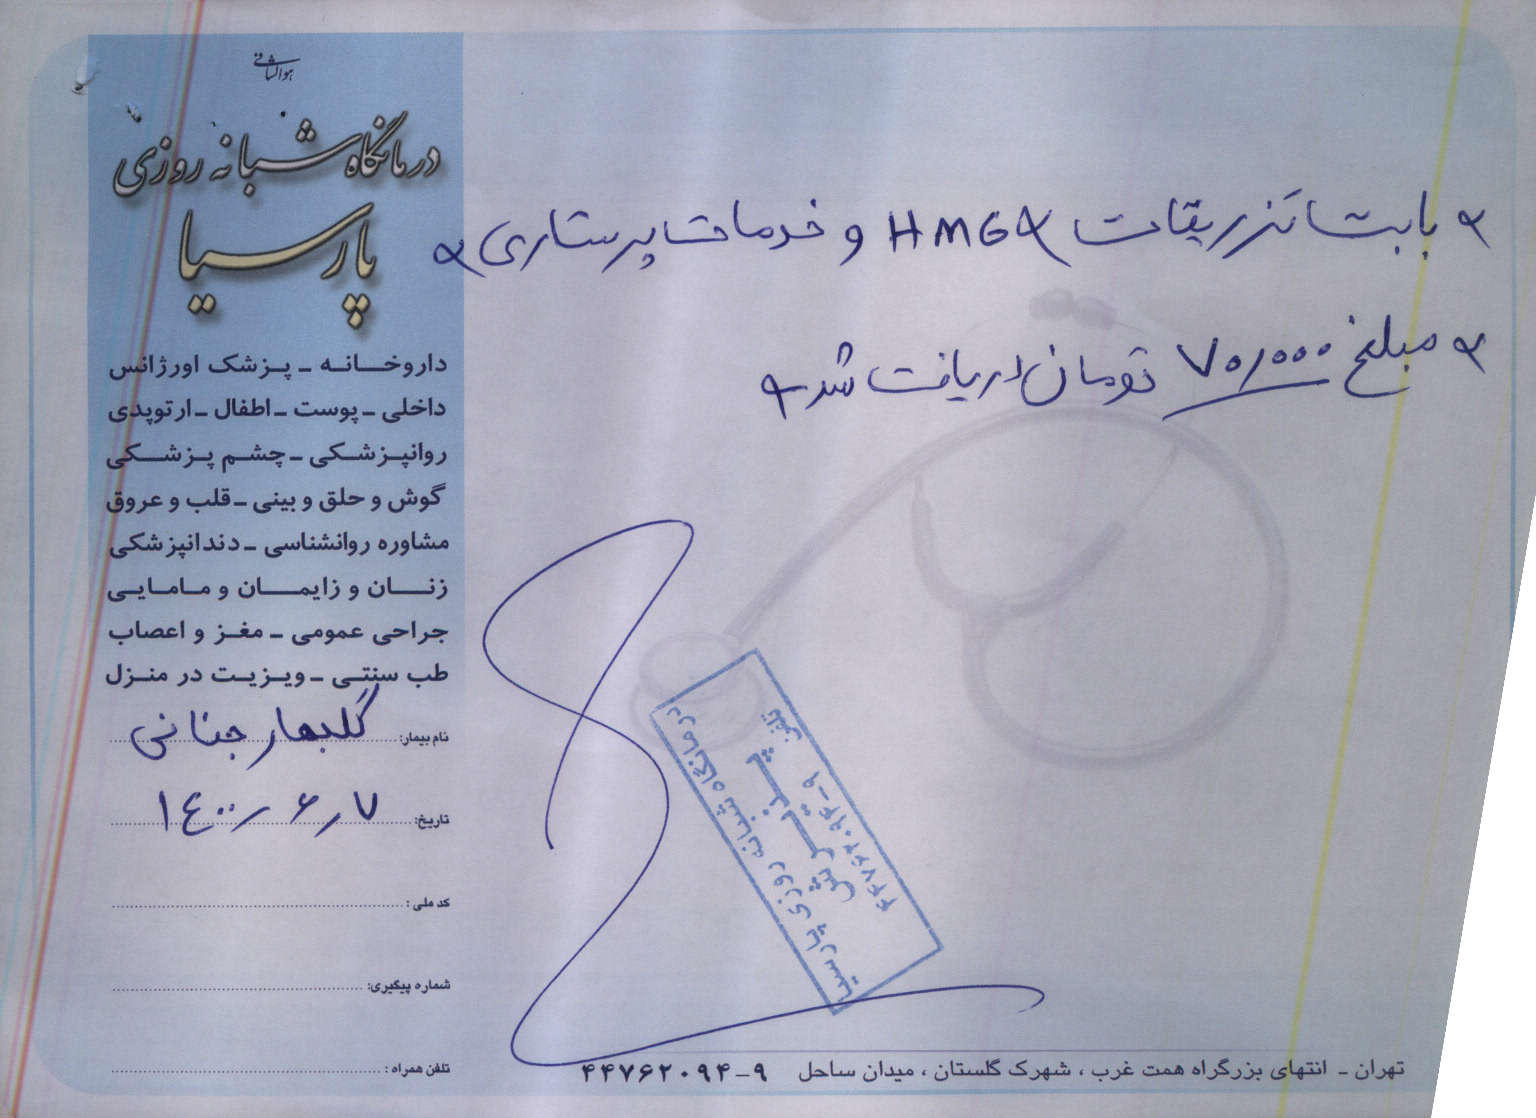 هوالشافی
درمانگاه شبانه روزی
پارسیا
داروخانه ـ پزشک اورژانس
داخلی ـ پوست ـ اطفال ـ ارتوپدی
روانپزشکی ـ چشم پزشکی
گوش و حلق و بینی ـ قلب و عروق
مشاوره روانشناسی ـ دندانپزشکی
زنان و زایمان و مامایی
جراحی عمومی ـ مغز و اعصاب
طب سنتی ـ ویزیت در منزل
نام بیمار: گلبهار جنانی
تاریخ: ۱۴۰۰/۶/۷
کد ملی :
شماره پیگیری:
تلفن همراه :
بابت تزریقات HMG و خدمات پرستاری
مبلغ ۷۰/۰۰۰ تومان دریافت شد
درمانگاه شبانه روزی پارسیا
تلفن ۴۴۷۶۲۰۹۴-۹
تهران ـ انتهای بزرگراه همت غرب ، شهرک گلستان ، میدان ساحل ۹-۴۴۷۶۲۰۹۴